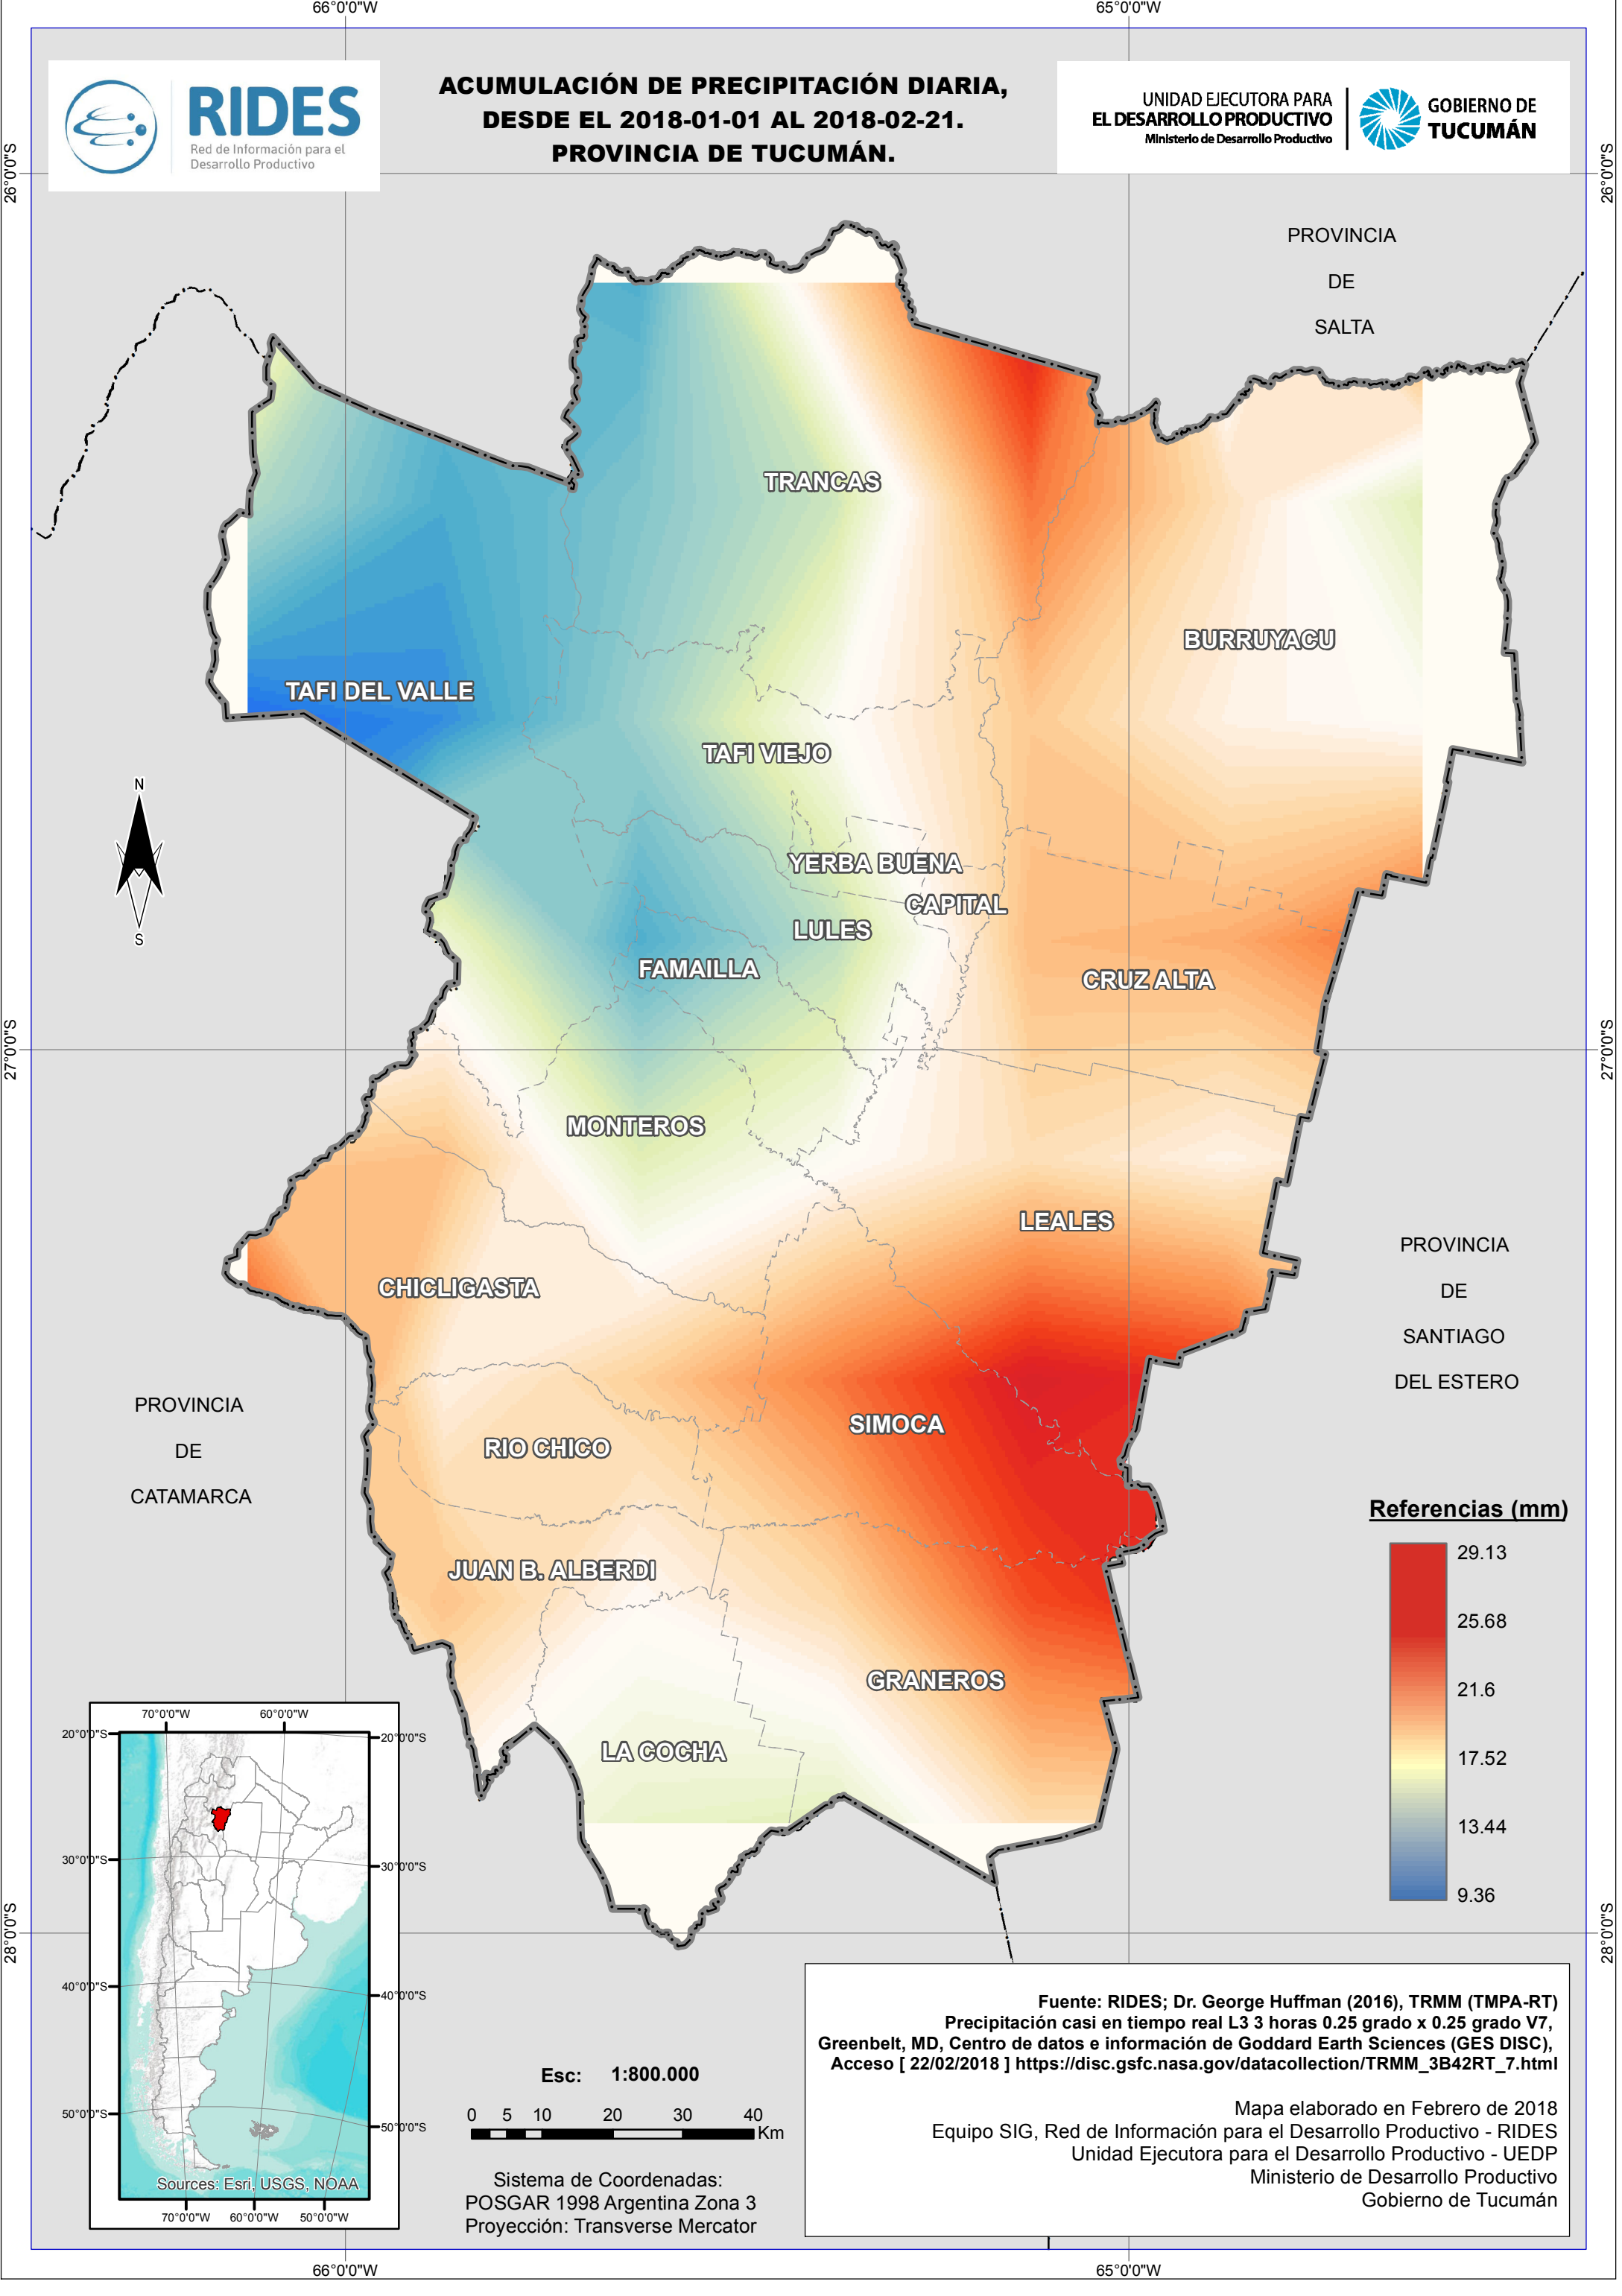 66°0'0"W
65°0'0"W
RIDES
Red de Información para el
Desarrollo Productivo
ACUMULACIÓN DE PRECIPITACIÓN DIARIA,
DESDE EL 2018-01-01 AL 2018-02-21.
PROVINCIA DE TUCUMÁN.
UNIDAD EJECUTORA PARA
EL DESARROLLO PRODUCTIVO
Ministerio de Desarrollo Productivo
GOBIERNO DE
TUCUMÁN
26°0'0"S
26°0'0"S
PROVINCIA
DE
SALTA
TRANCAS
BURRUYACU
TAFI DEL VALLE
TAFI VIEJO
N
S
YERBA BUENA
CAPITAL
LULES
FAMAILLA
CRUZ ALTA
27°0'0"S
27°0'0"S
MONTEROS
LEALES
CHICLIGASTA
PROVINCIA
DE
SANTIAGO
DEL ESTERO
PROVINCIA
DE
CATAMARCA
SIMOCA
RIO CHICO
JUAN B. ALBERDI
GRANEROS
LA COCHA
Referencias (mm)
29.13
25.68
21.6
17.52
13.44
9.36
28°0'0"S
28°0'0"S
70°0'0"W
60°0'0"W
20°0'0"S
20°0'0"S
30°0'0"S
30°0'0"S
40°0'0"S
40°0'0"S
50°0'0"S
50°0'0"S
Sources: Esri, USGS, NOAA
70°0'0"W
60°0'0"W
50°0'0"W
Esc: 1:800.000
0 5 10 20 30 40
Km
Sistema de Coordenadas:
POSGAR 1998 Argentina Zona 3
Proyección: Transverse Mercator
Fuente: RIDES; Dr. George Huffman (2016), TRMM (TMPA-RT)
Precipitación casi en tiempo real L3 3 horas 0.25 grado x 0.25 grado V7,
Greenbelt, MD, Centro de datos e información de Goddard Earth Sciences (GES DISC),
Acceso [ 22/02/2018 ] https://disc.gsfc.nasa.gov/datacollection/TRMM_3B42RT_7.html
Mapa elaborado en Febrero de 2018
Equipo SIG, Red de Información para el Desarrollo Productivo - RIDES
Unidad Ejecutora para el Desarrollo Productivo - UEDP
Ministerio de Desarrollo Productivo
Gobierno de Tucumán
66°0'0"W
65°0'0"W